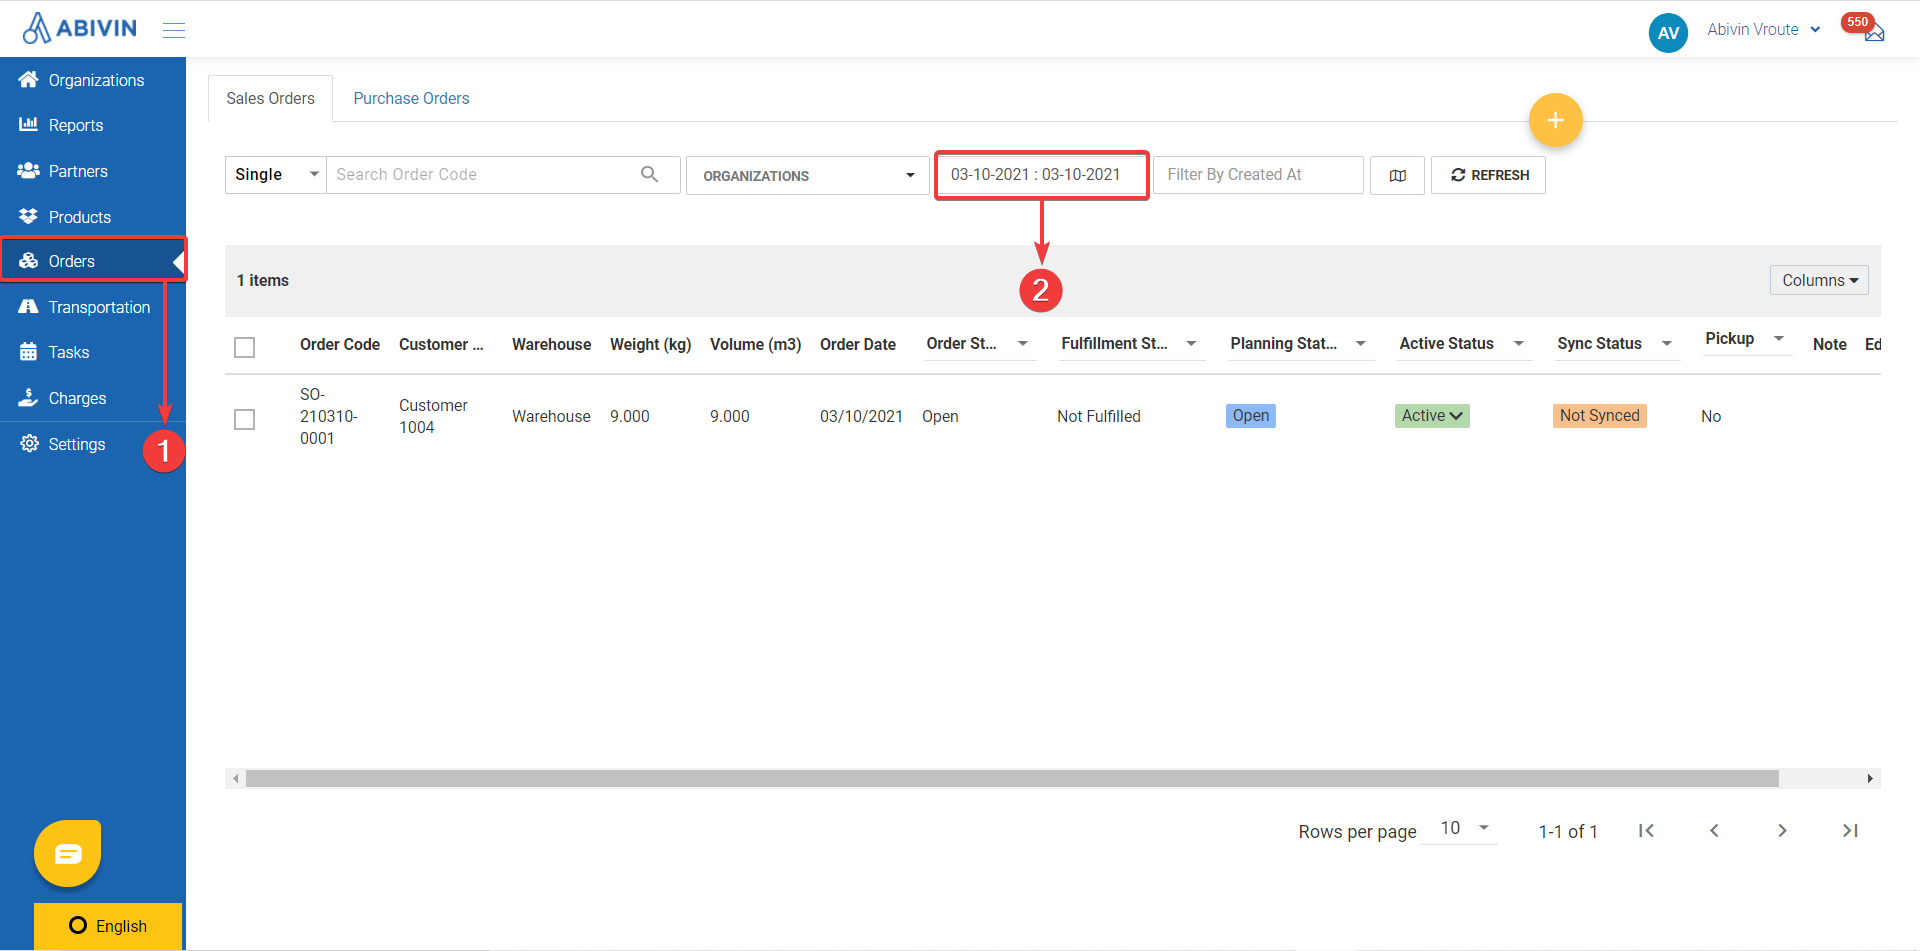 ABIVIN
AV
Abivin Vroute
550
Organizations
Reports
Partners
Products
Orders
Transportation
Tasks
Charges
Settings
1
English
Sales Orders
Purchase Orders
+
Single
Search Order Code
ORGANIZATIONS
03-10-2021 : 03-10-2021
Filter By Created At
REFRESH
2
1 items
Columns
Order Code
Customer ...
Warehouse
Weight (kg)
Volume (m3)
Order Date
Order St...
Fulfillment St...
Planning Stat...
Active Status
Sync Status
Pickup
Note
Ed
SO-
210310-
0001
Customer
1004
Warehouse
9.000
9.000
03/10/2021
Open
Not Fulfilled
Open
Active
Not Synced
No
Rows per page
10
1-1 of 1